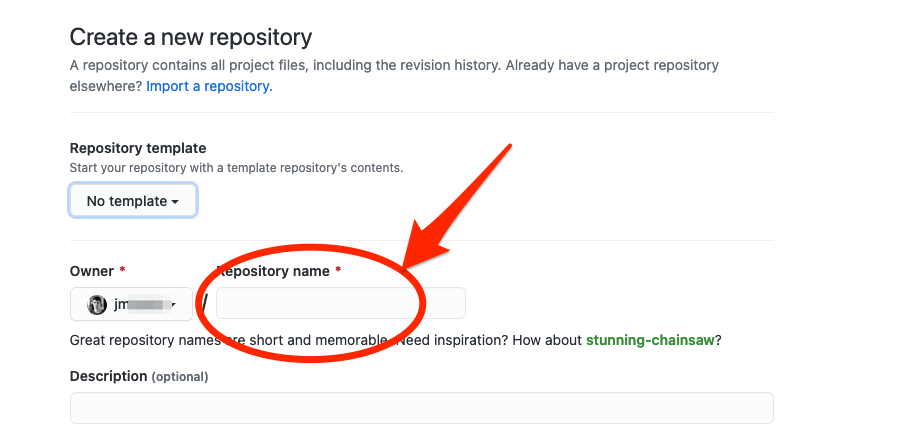 Create a new repository
A repository contains all project files, including the revision history. Already have a project repository
elsewhere? Import a repository.
Repository template
Start your repository with a template repository's contents.
No template
Owner * Repository name *
jm /
Great repository names are short and memorable. Need inspiration? How about stunning-chainsaw?
Description (optional)